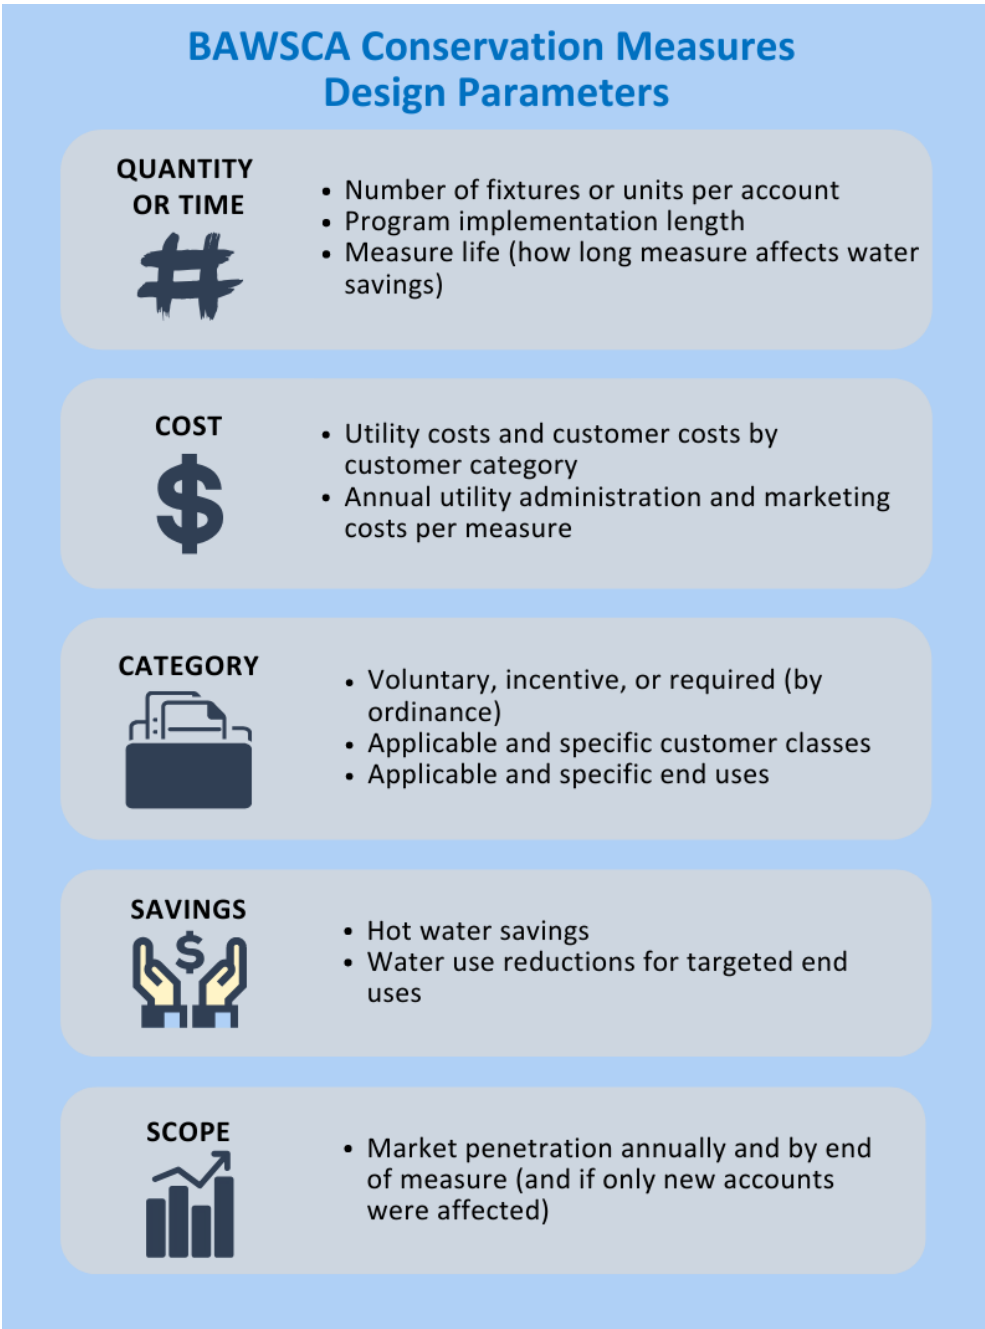 BAWSCA Conservation Measures
Design Parameters
QUANTITY
OR TIME
• Number of fixtures or units per account
• Program implementation length
• Measure life (how long measure affects water
savings)
COST
$
• Utility costs and customer costs by
customer category
• Annual utility administration and marketing
costs per measure
CATEGORY
• Voluntary, incentive, or required (by
ordinance)
• Applicable and specific customer classes
• Applicable and specific end uses
SAVINGS
$
• Hot water savings
• Water use reductions for targeted end
uses
SCOPE
• Market penetration annually and by end
of measure (and if only new accounts
were affected)